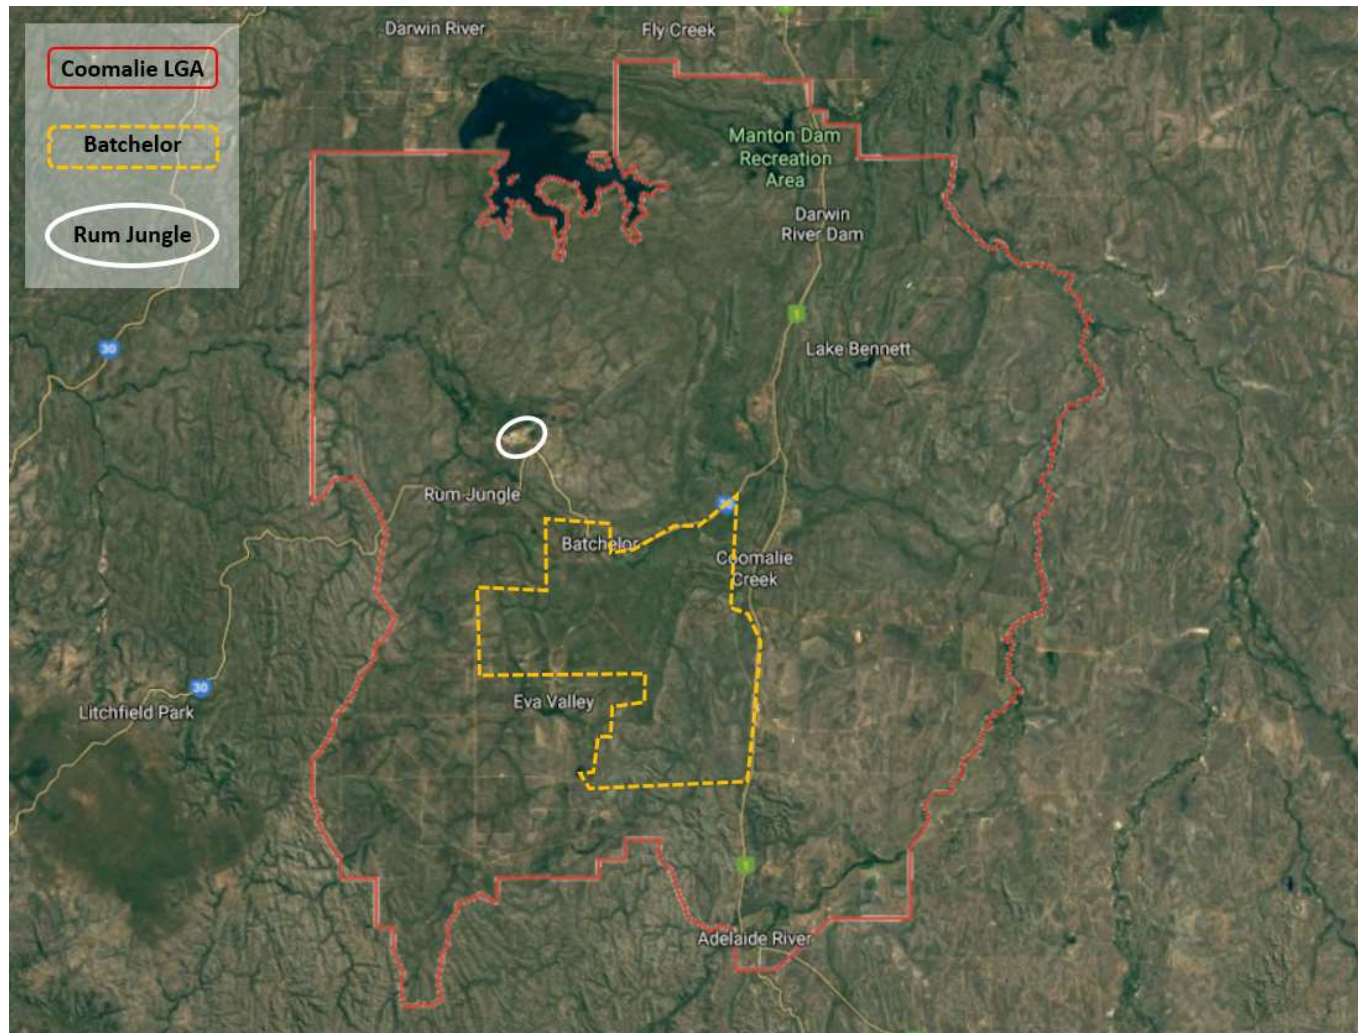 Coomalie LGA
Batchelor
Rum Jungle
Darwin River
Fly Creek
Manton Dam
Recreation
Area
Darwin
River Dam
1
30
Lake Bennett
Rum Jungle
Batchelor
Coomalie
Creek
30
Eva Valley
Litchfield Park
1
Adelaide River